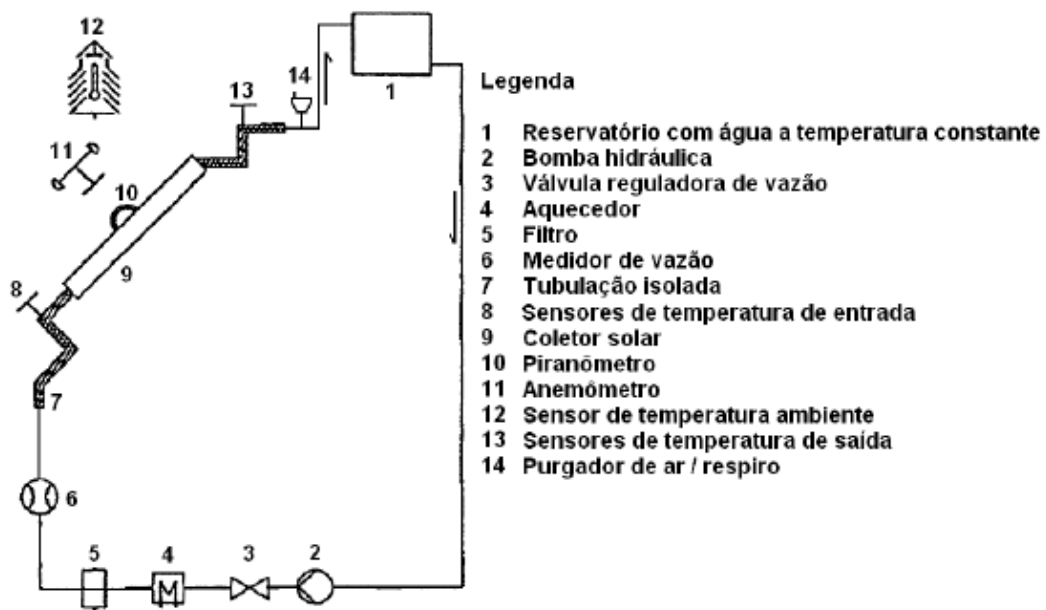 12
14
13
1
Legenda
1 Reservatório com água a temperatura constante
2 Bomba hidráulica
3 Válvula reguladora de vazão
4 Aquecedor
5 Filtro
6 Medidor de vazão
7 Tubulação isolada
8 Sensores de temperatura de entrada
9 Coletor solar
10 Piranômetro
11 Anemômetro
12 Sensor de temperatura ambiente
13 Sensores de temperatura de saída
14 Purgador de ar / respiro
11
10
9
8
7
6
5 4 3 2